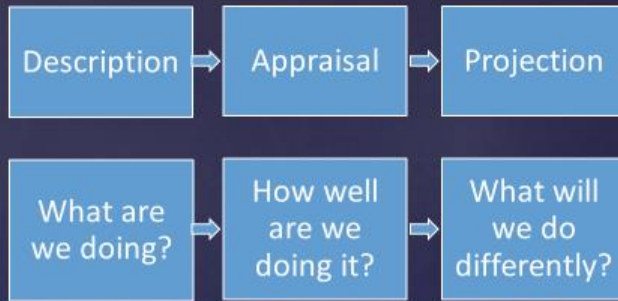 Description
Appraisal
Projection
What are
we doing?
How well
are we
doing it?
What will
we do
differently?